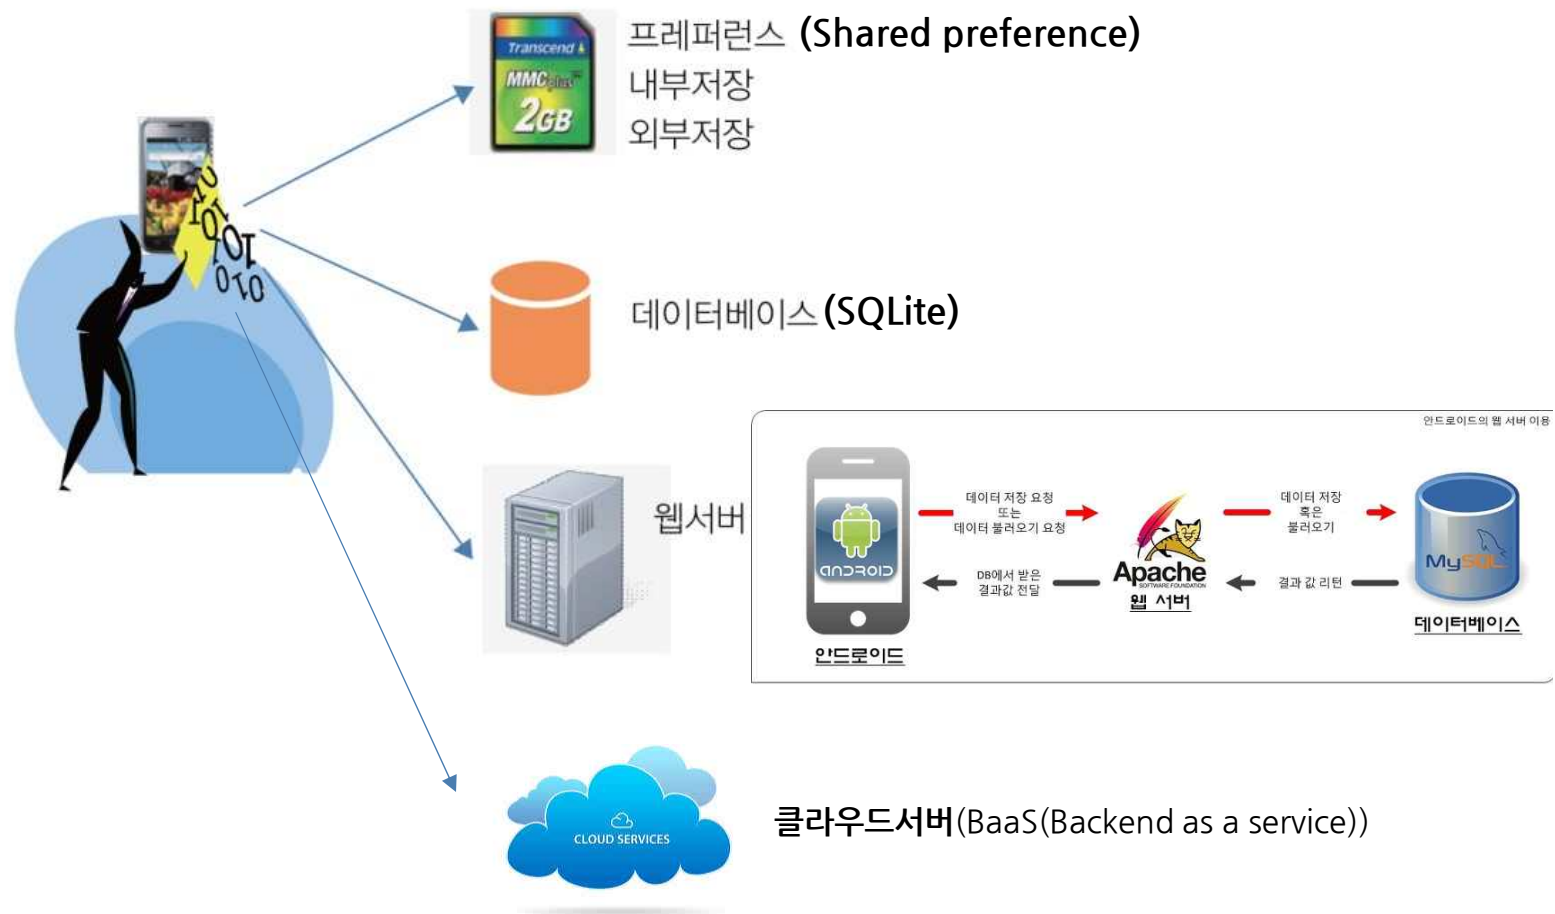 Transcend
MMCplus
2GB
프레퍼런스 (Shared preference)
내부저장
외부저장
데이터베이스 (SQLite)
웹서버
안드로이드의 웹 서버 이용
데이터 저장 요청
또는
데이터 불러오기 요청
데이터 저장
혹은
불러오기
ANDROID
DB에서 받은
결과값 전달
Apache
SOFTWARE FOUNDATION
웹 서버
결과 값 리턴
MySQL
데이터베이스
안드로이드
CLOUD SERVICES
클라우드서버(BaaS(Backend as a service))